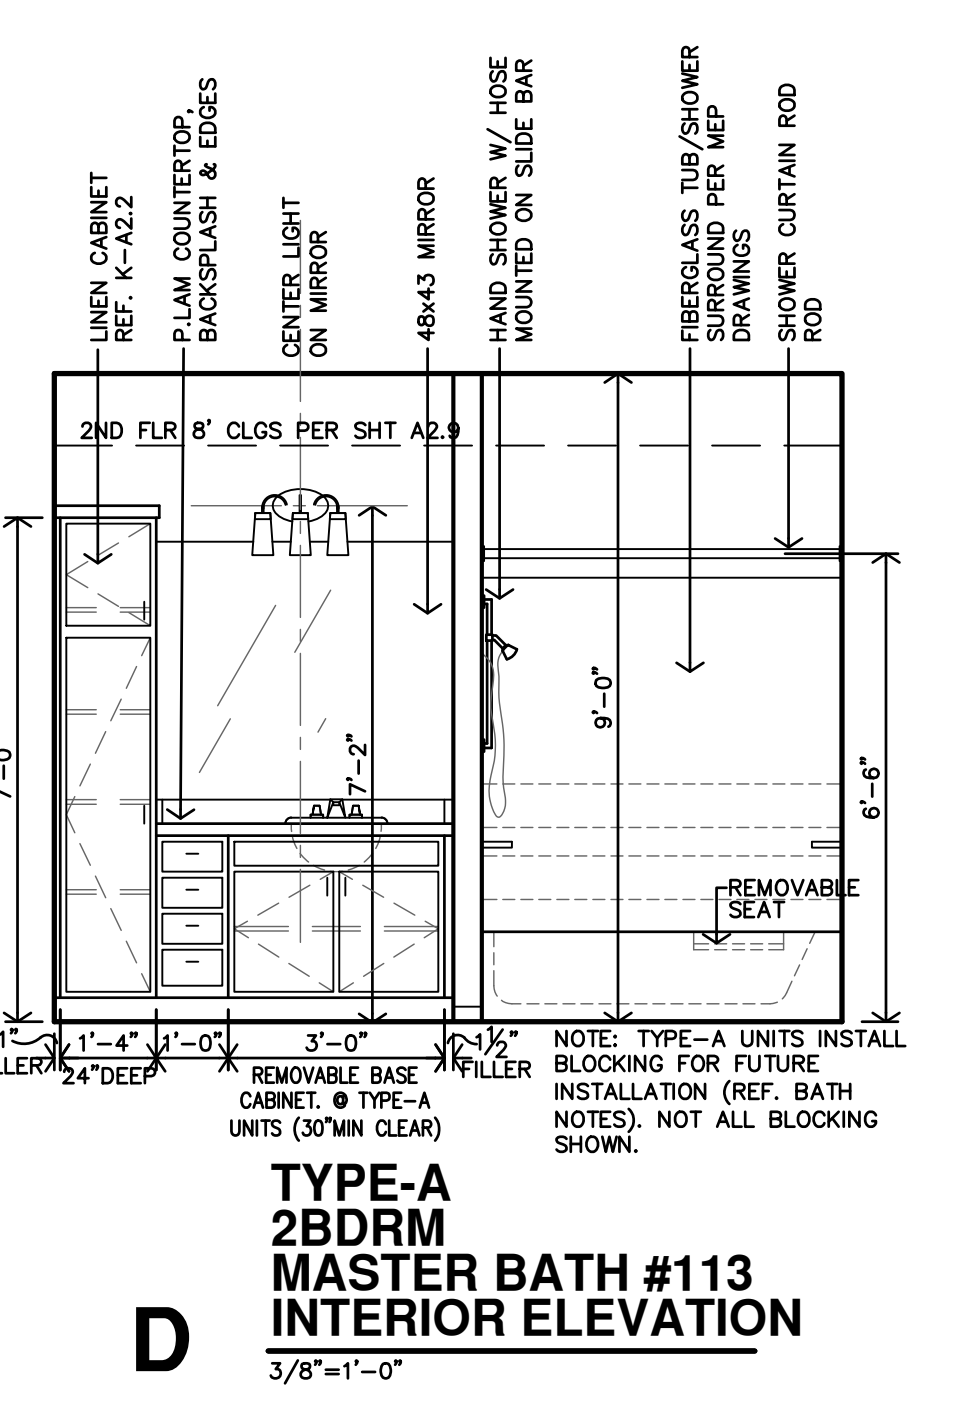 LINEN CABINET
REF. K-A2.2
P.LAM COUNTERTOP,
BACKSPLASH & EDGES
CENTER LIGHT
ON MIRROR
48x43 MIRROR
HAND SHOWER W/ HOSE
MOUNTED ON SLIDE BAR
FIBERGLASS TUB/SHOWER
SURROUND PER MEP
DRAWINGS
SHOWER CURTAIN ROD
ROD
2ND FLR 8' CLGS PER SHT A2.9
7'-2"
9'-0"
6'-6"
REMOVABLE
SEAT
1"
1'-4"
1'-0"
3'-0"
1½"
FILLER
24"DEEP
REMOVABLE BASE
CABINET. @ TYPE-A
UNITS (30"MIN CLEAR)
NOTE: TYPE-A UNITS INSTALL
BLOCKING FOR FUTURE
INSTALLATION (REF. BATH
NOTES). NOT ALL BLOCKING
SHOWN.
TYPE-A
2BDRM
MASTER BATH #113
INTERIOR ELEVATION
D
3/8"=1'-0"